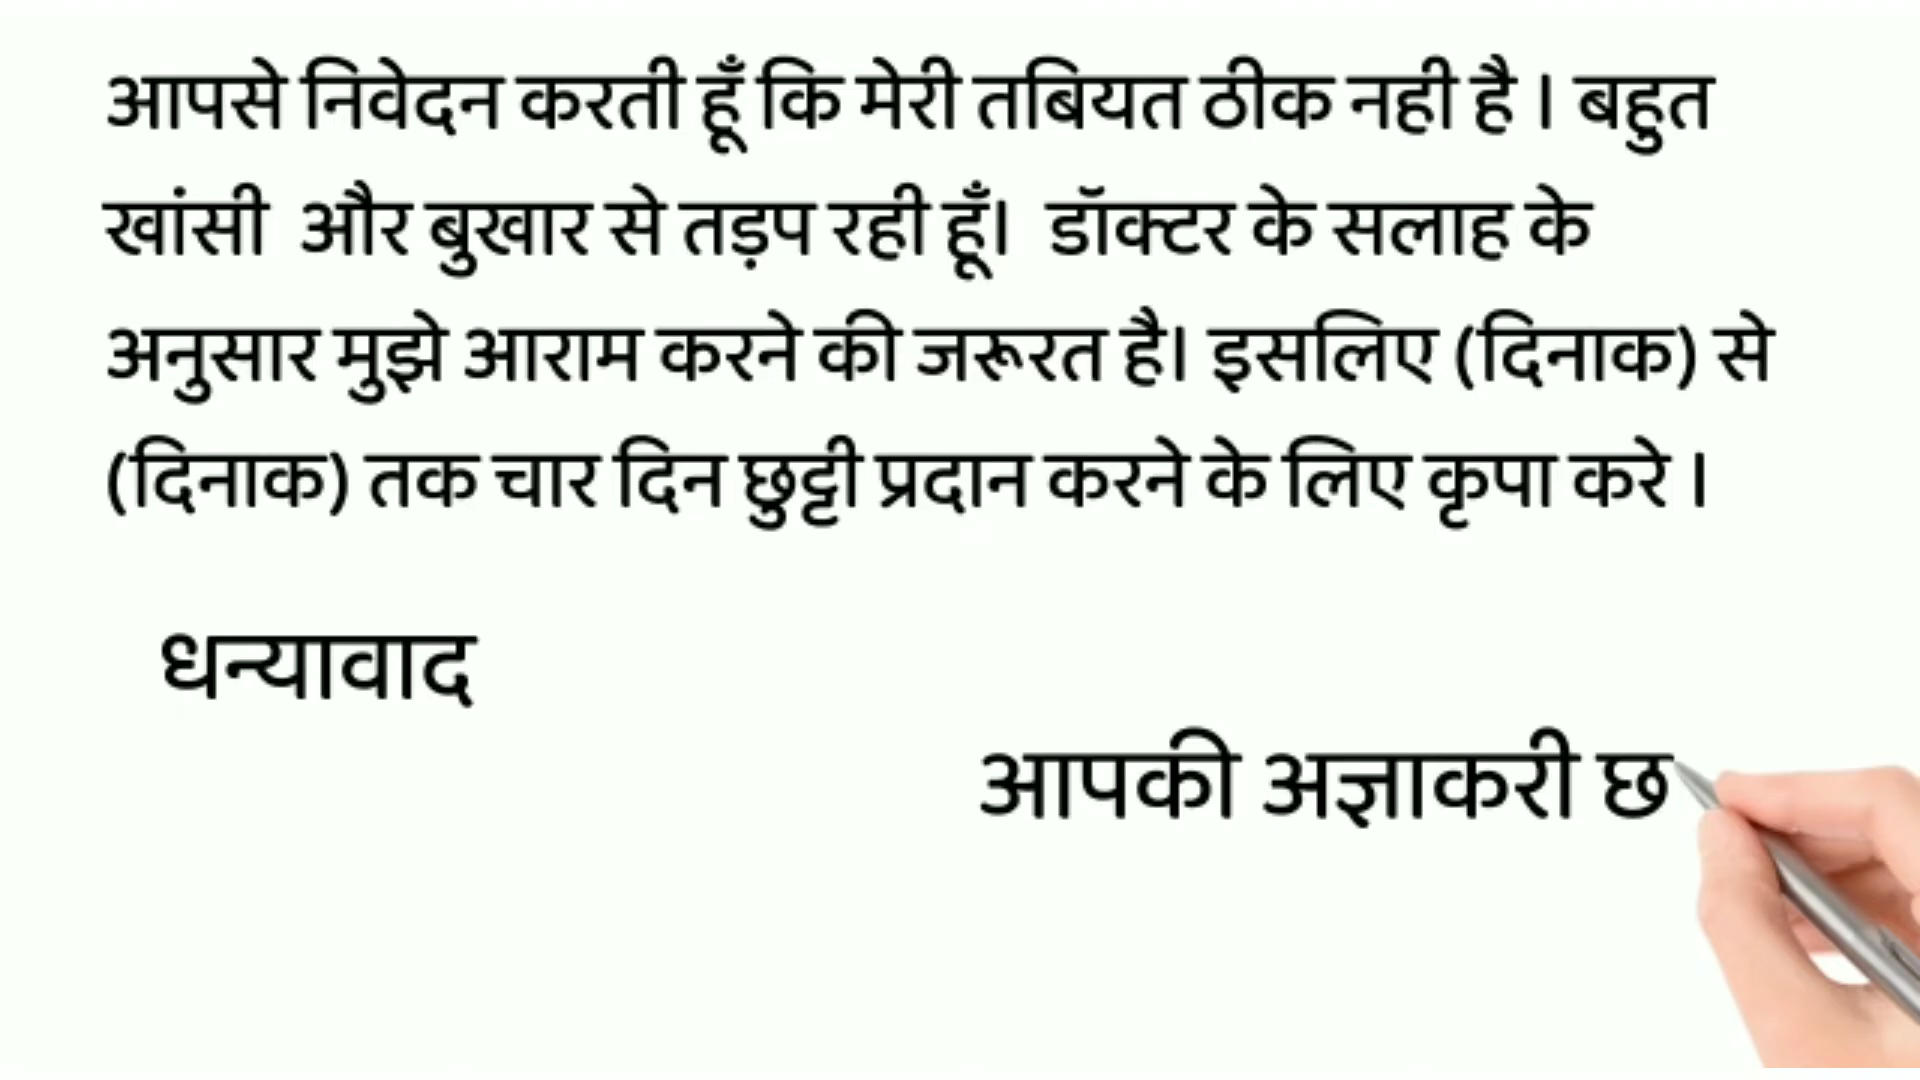 आपसे निवेदन करती हूँ कि मेरी तबियत ठीक नही है । बहुत
खांसी और बुखार से तड़प रही हूँ। डॉक्टर के सलाह के
अनुसार मुझे आराम करने की जरूरत है। इसलिए (दिनाक) से
(दिनाक) तक चार दिन छुट्टी प्रदान करने के लिए कृपा करे ।
धन्यावाद
आपकी अज्ञाकरी छ